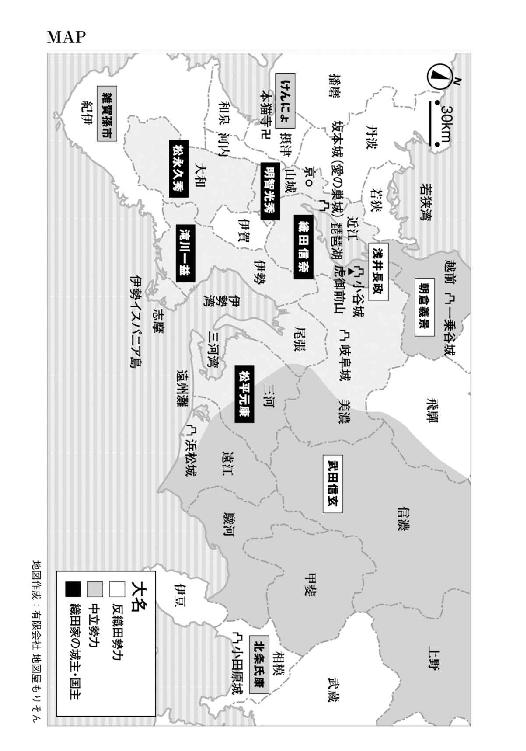 MAP
N
30km
若狭湾
越前
一乗谷城
朝倉義景
飛騨
上野
丹波
若狭
浅井長政
小谷城
虎御前山
岐阜城
美濃
信濃
播磨
坂本城(愛の巣城)
近江
琵琶湖
織田信奈
尾張
武田信玄
甲斐
武蔵
けんにょ
本猫寺卍
摂津
山城
京
明智光秀
伊賀
伊勢
伊勢湾
三河湾
三河
松平元康
遠江
駿河
相模
北条氏康
小田原城
和泉
河内
大和
松永久秀
滝川一益
遠州灘
浜松城
伊豆
雑賀孫市
紀伊
志摩
伊勢イスパニア島
大名
反織田勢力
中立勢力
織田家の城主・国主
地図作成:有限会社 地図屋もりそん